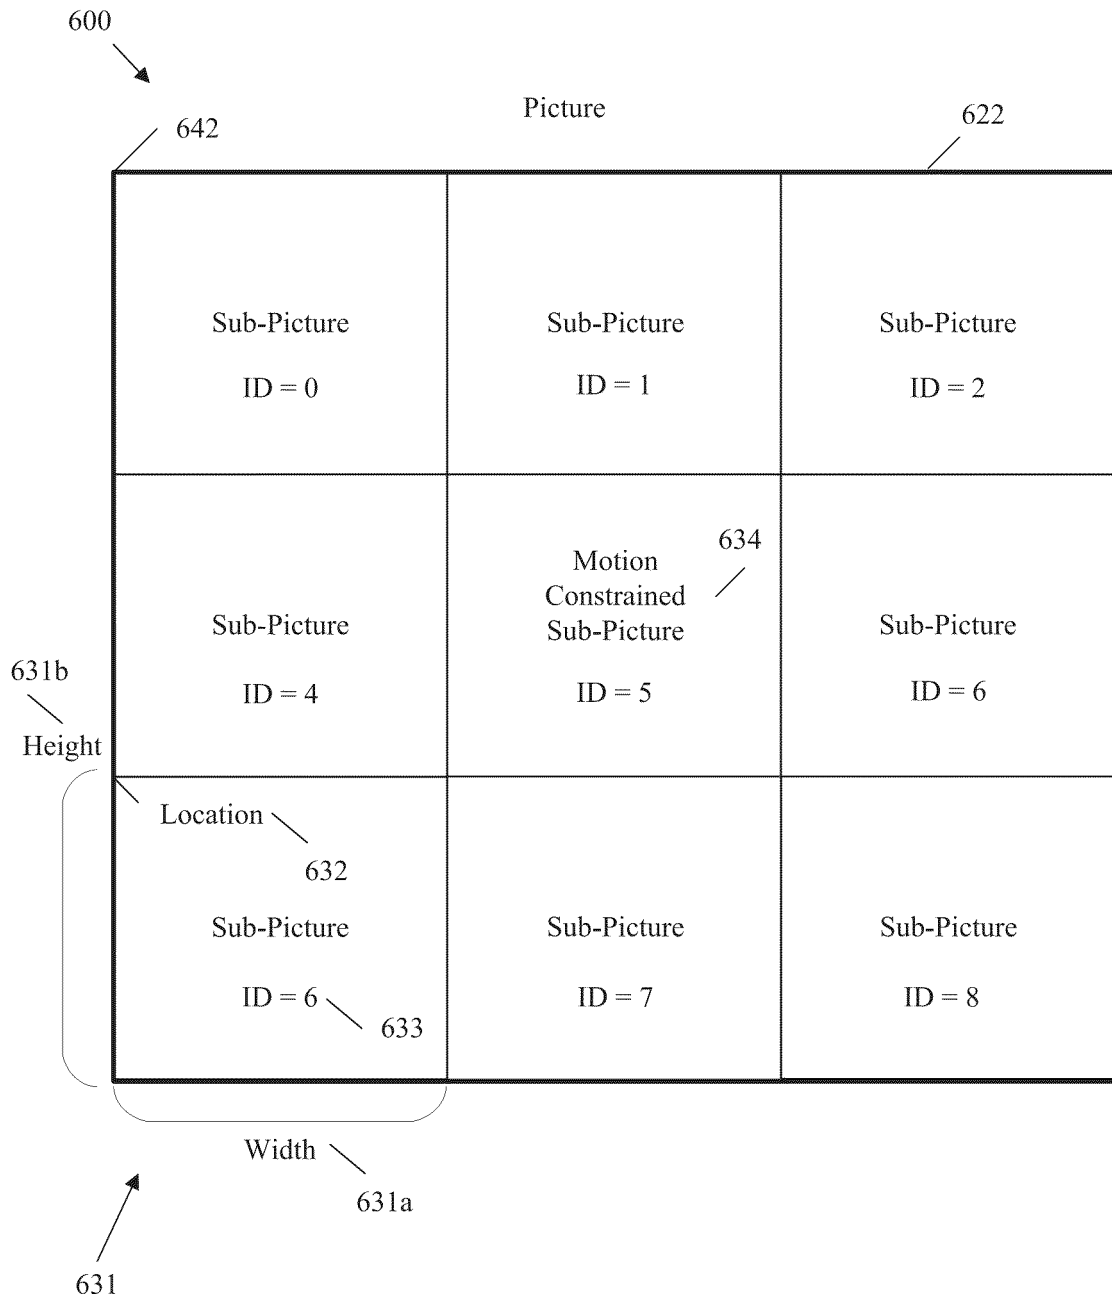 600
Picture
622
642
Sub-Picture
ID = 0
Sub-Picture
ID = 1
Sub-Picture
ID = 2
Sub-Picture
ID = 4
Motion
Constrained
Sub-Picture
ID = 5
634
Sub-Picture
ID = 6
631b
Height
Location
632
Sub-Picture
ID = 6
633
Sub-Picture
ID = 7
Sub-Picture
ID = 8
Width
631a
631